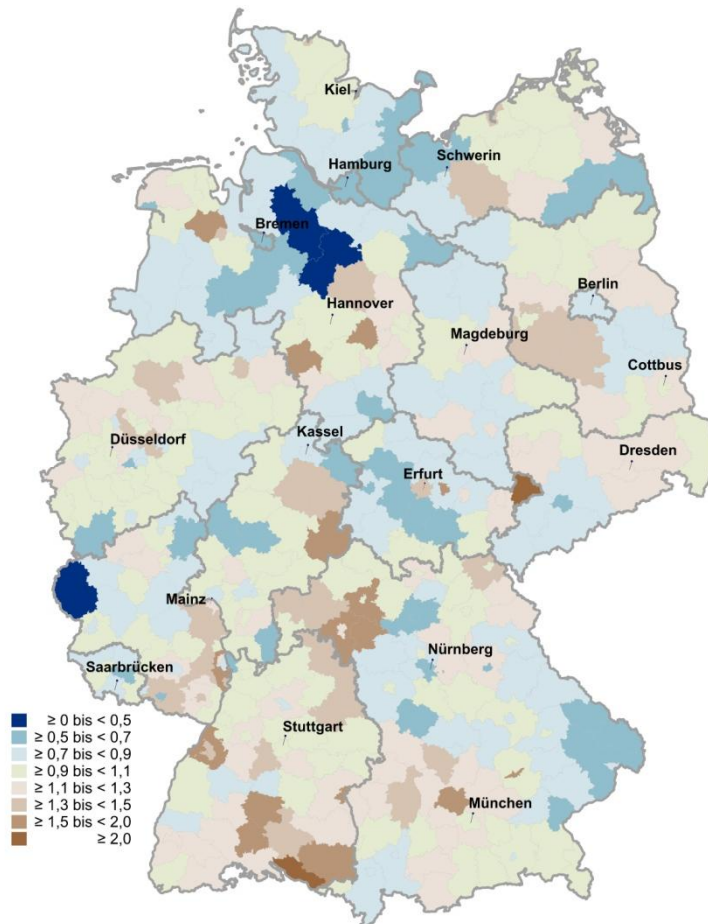 Kiel
Hamburg
Schwerin
Bremen
Berlin
Hannover
Magdeburg
Cottbus
Düsseldorf
Kassel
Erfurt
Dresden
Mainz
Nürnberg
Saarbrücken
Stuttgart
München
≥ 0 bis < 0,5
≥ 0,5 bis < 0,7
≥ 0,7 bis < 0,9
≥ 0,9 bis < 1,1
≥ 1,1 bis < 1,3
≥ 1,3 bis < 1,5
≥ 1,5 bis < 2,0
≥ 2,0